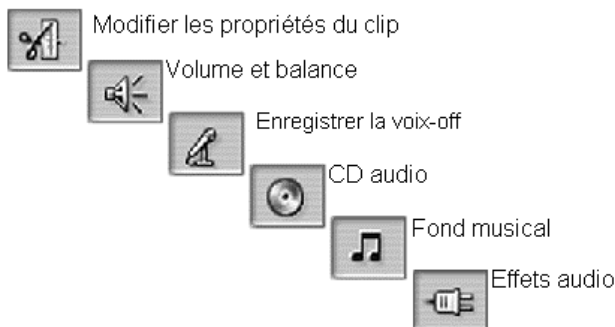 Modifier les propriétés du clip
Volume et balance
Enregistrer la voix-off
CD audio
Fond musical
Effets audio